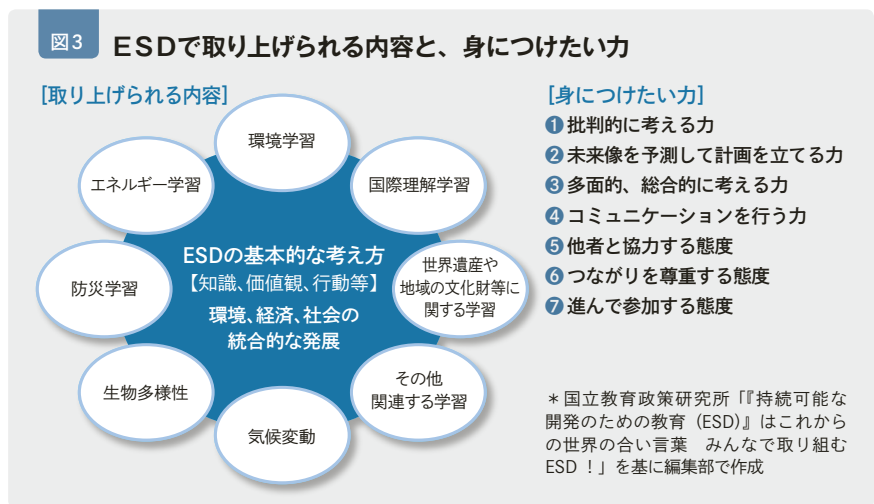 図3
ESDで取り上げられる内容と、身につけたい力
[取り上げられる内容]
環境学習
国際理解学習
世界遺産や
地域の文化財等に
関する学習
その他
関連する学習
気候変動
生物多様性
防災学習
エネルギー学習
ESDの基本的な考え方
【知識、価値観、行動等】
環境、経済、社会の
統合的な発展
[身につけたい力]
❶批判的に考える力
❷未来像を予測して計画を立てる力
❸多面的、総合的に考える力
❹コミュニケーションを行う力
❺他者と協力する態度
❻つながりを尊重する態度
❼進んで参加する態度
＊国立教育政策研究所「『持続可能な
開発のための教育（ESD）』はこれから
の世界の合い言葉　みんなで取り組む
ESD！」を基に編集部で作成